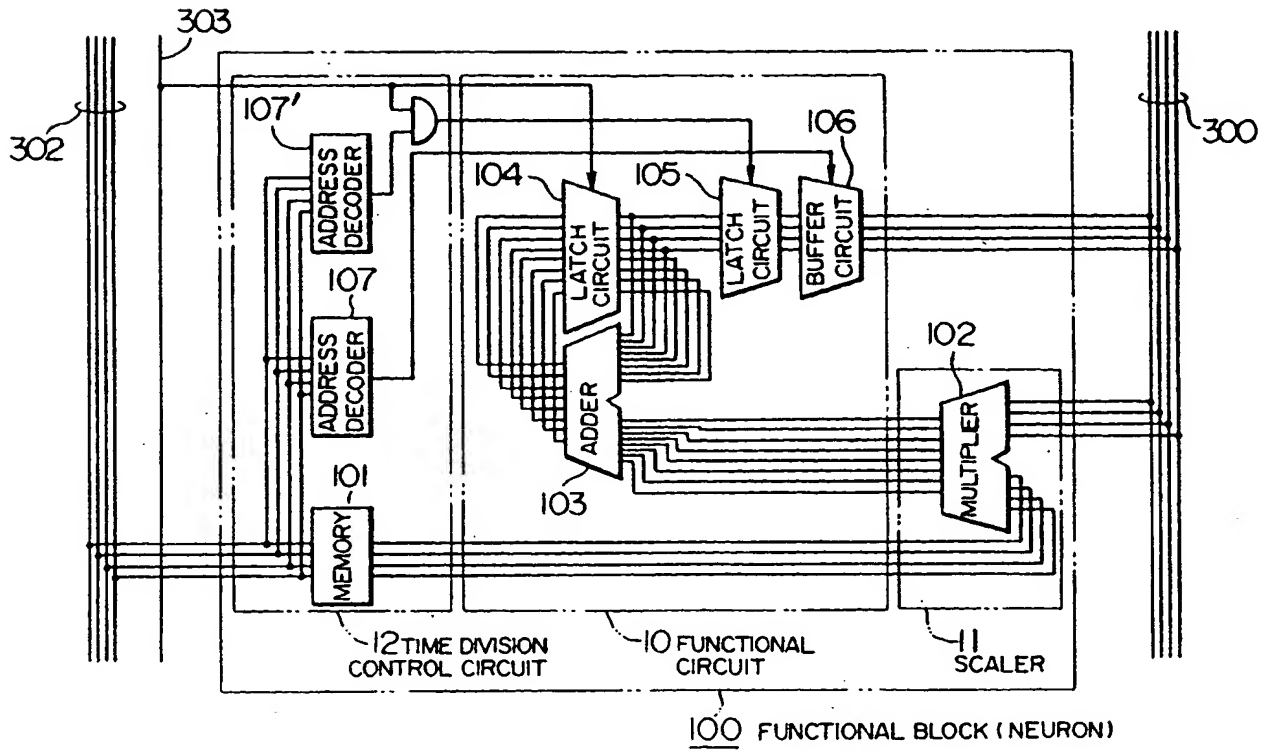 303
302
107'
ADDRESS
DECODER
104
105
106
300
LATCH
CIRCUIT
LATCH
CIRCUIT
BUFFER
CIRCUIT
107
ADDRESS
DECODER
ADDER
103
102
MULTIPLER
101
MEMORY
12 TIME DIVISION
CONTROL CIRCUIT
10 FUNCTIONAL
CIRCUIT
11
SCALER
100 FUNCTIONAL BLOCK (NEURON)